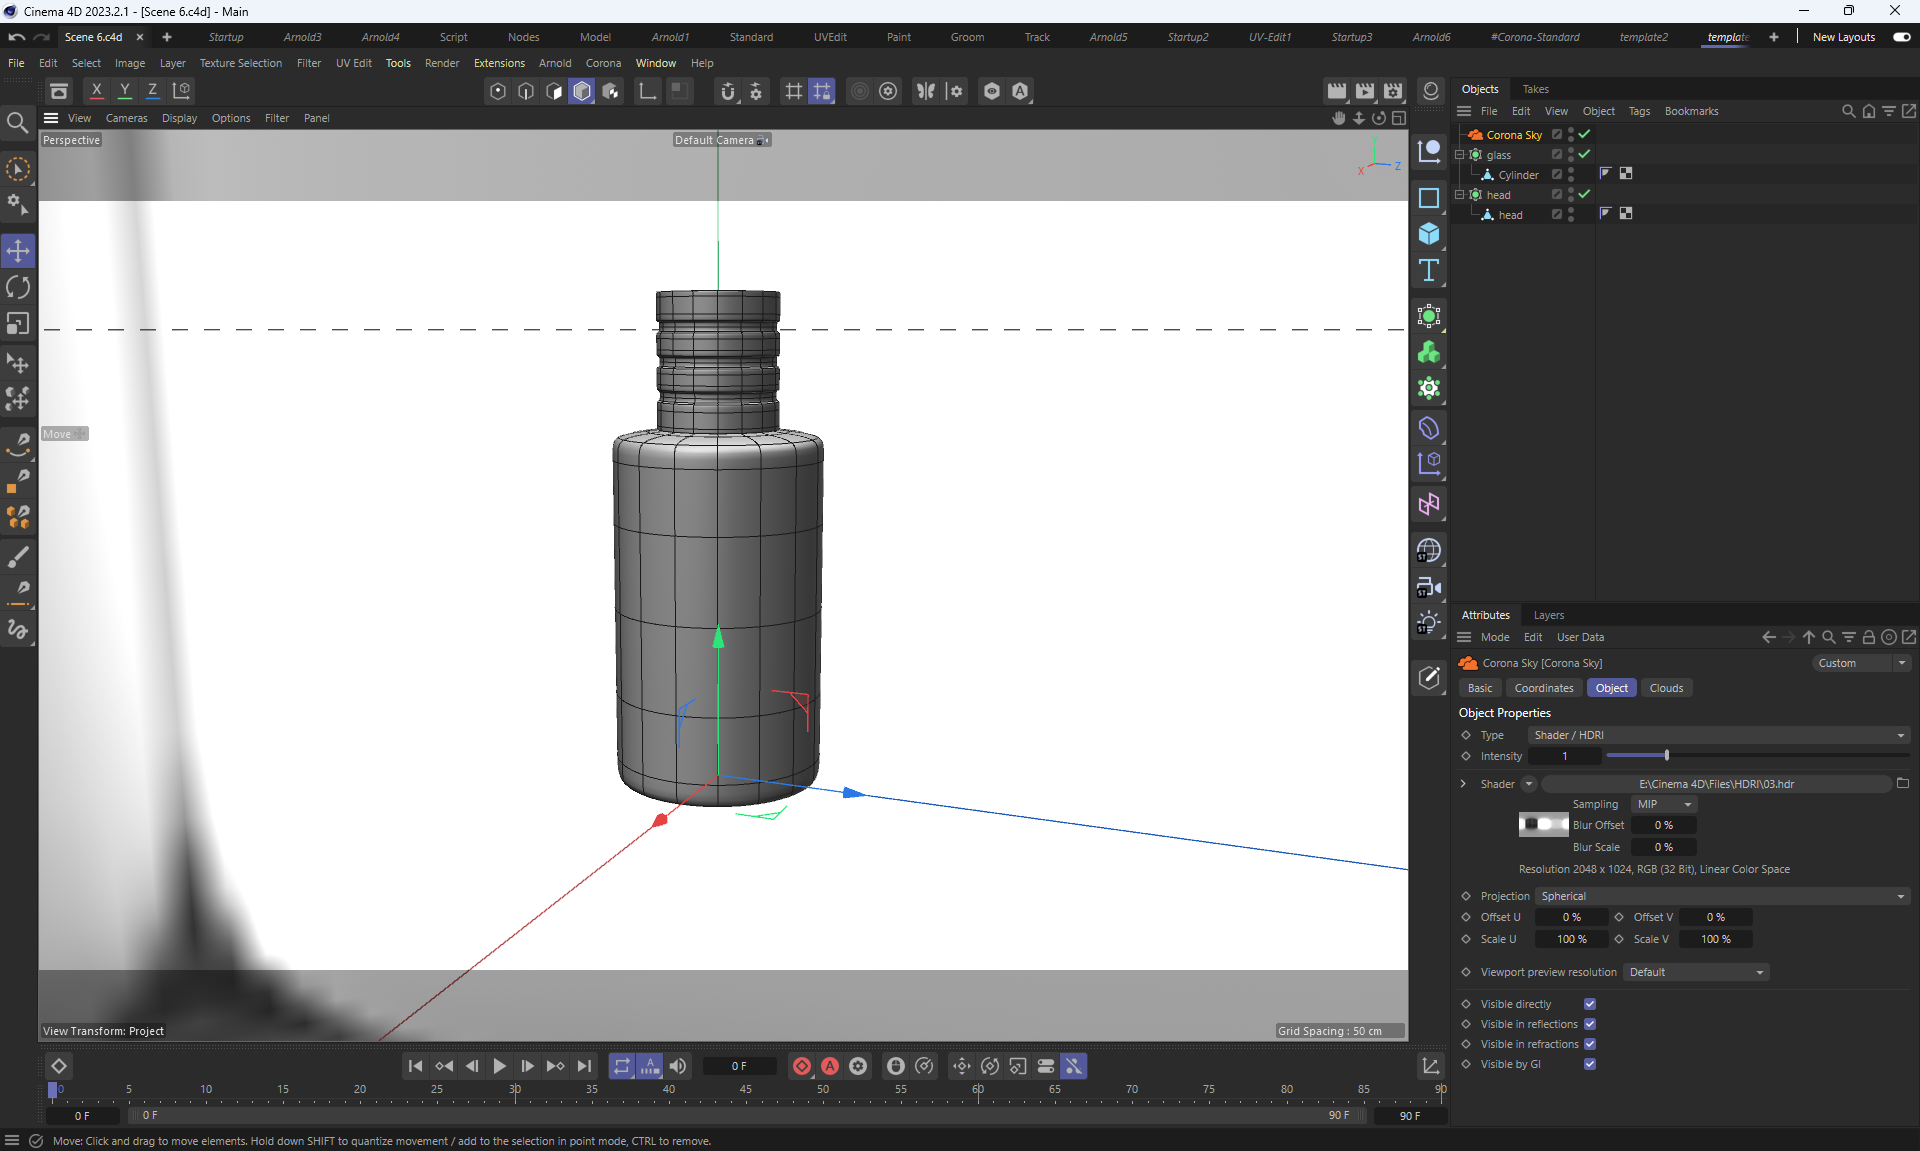 Cinema 4D 2023.2.1 - [Scene 6.c4d] - Main
Scene 6.c4d Startup Arnold3 Arnold4 Script Nodes Model Arnold1 Standard UVEdit Paint Groom Track Arnold5 Startup2 UV-Edit1 Startup3 Arnold6 #Corona-Standard template2 template New Layouts
File Edit Select Image Layer Texture Selection Filter UV Edit Tools Render Extensions Arnold Corona Window Help
X Y Z
Objects Takes
View Cameras Display Options Filter Panel
File Edit View Object Tags Bookmarks
Perspective
Default Camera
Y
X
Z
Corona Sky
glass
Cylinder
head
head
Move
ST
ST
ST
Attributes Layers
Mode Edit User Data
Corona Sky [Corona Sky]
Custom
Basic Coordinates Object Clouds
Object Properties
Type Shader / HDRI
Intensity 1
Shader E:\Cinema 4D\Files\HDRI\03.hdr
Sampling MIP
Blur Offset 0 %
Blur Scale 0 %
Resolution 2048 x 1024, RGB (32 Bit), Linear Color Space
Projection Spherical
Offset U 0 % Offset V 0 %
Scale U 100 % Scale V 100 %
Viewport preview resolution Default
Visible directly
Visible in reflections
Visible in refractions
Visible by GI
View Transform: Project
Grid Spacing : 50 cm
0 F
0 5 10 15 20 25 30 35 40 45 50 55 60 65 70 75 80 85 90
0 F 0 F 90 F 90 F
Move: Click and drag to move elements. Hold down SHIFT to quantize movement / add to the selection in point mode, CTRL to remove.